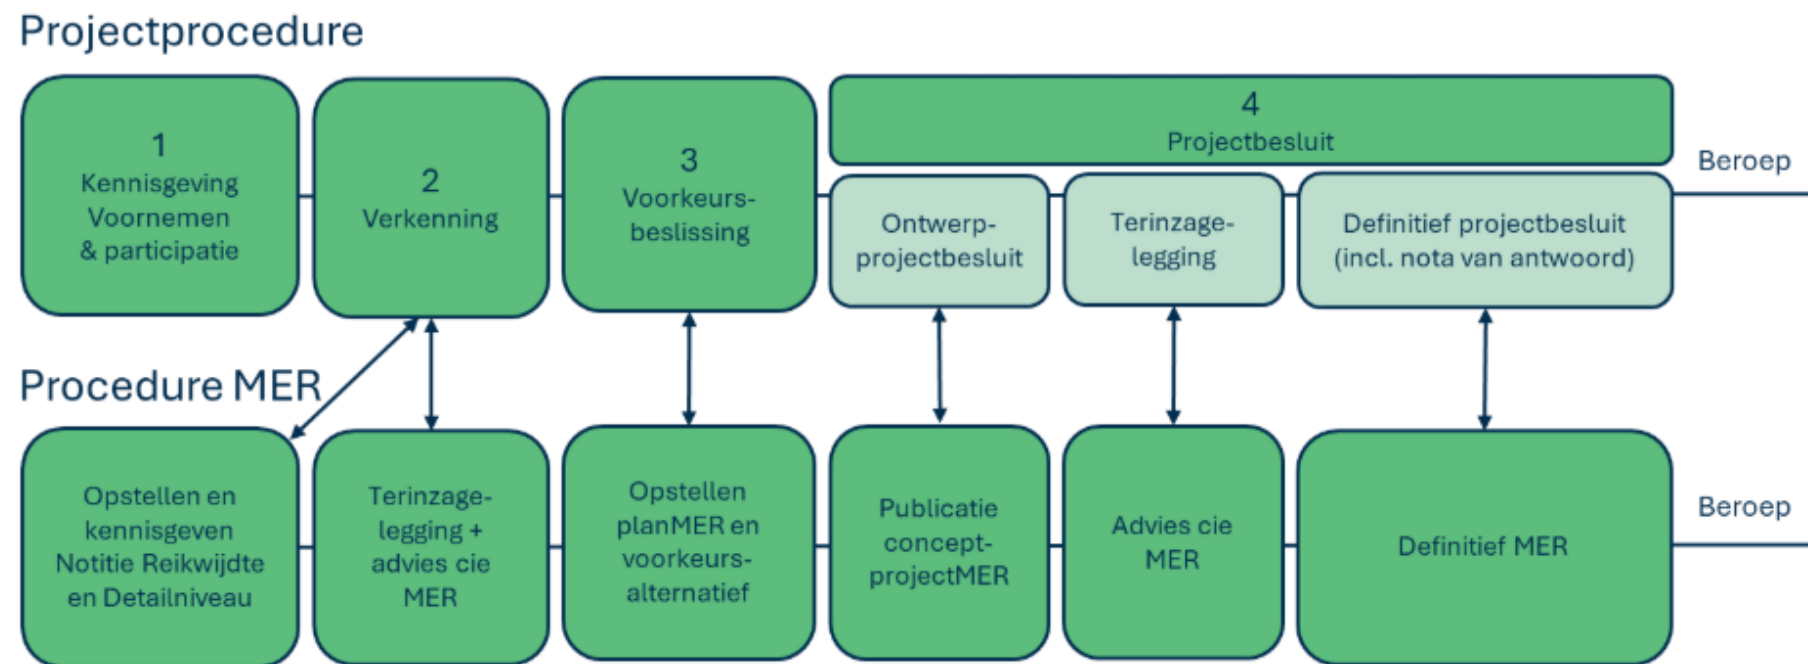 Projectprocedure
1
Kennisgeving
Voornemen
& participatie
2
Verkenning
3
Voorkeurs-
beslissing
4
Projectbesluit
Ontwerp-
projectbesluit
Terinzage-
legging
Definitief projectbesluit
(incl. nota van antwoord)
Beroep
Procedure MER
Opstellen en
kennisgeven
Notitie Reikwijdte
en Detailniveau
Terinzage-
legging +
advies cie
MER
Opstellen
planMER en
voorkeurs-
alternatief
Publicatie
concept-
projectMER
Advies cie
MER
Definitief MER
Beroep